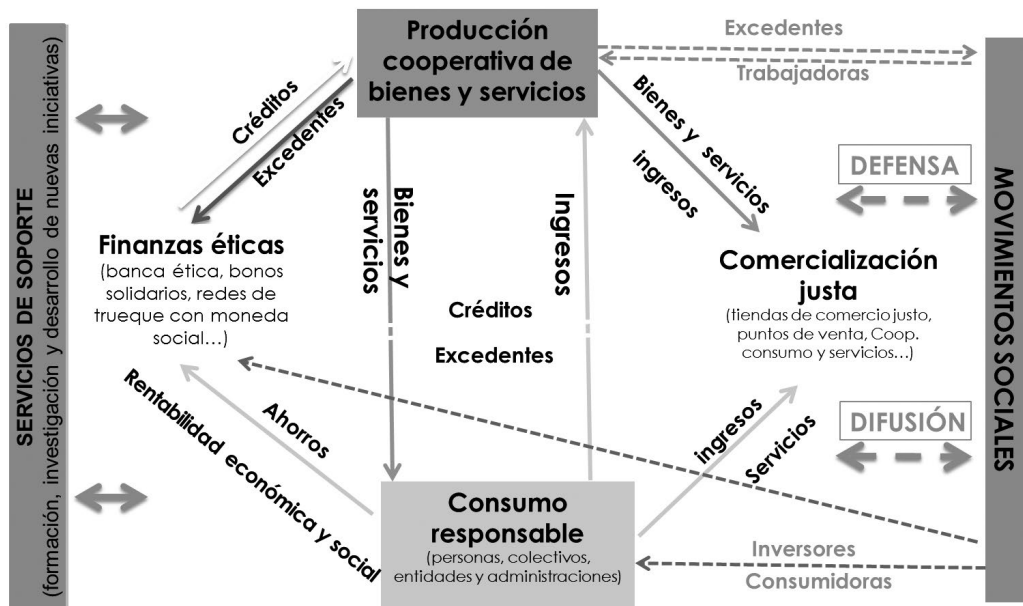 SERVICIOS DE SOPORTE
(formación, investigación y desarrollo de nuevas iniciativas)
Producción
cooperativa de
bienes y servicios
Excedentes
Trabajadoras
Créditos
Excedentes
Bienes y
servicios
Ingresos
Bienes y servicios
ingresos
DEFENSA
MOVIMIENTOS SOCIALES
Finanzas éticas
(banca ética, bonos
solidarios, redes de
trueque con moneda
social...)
Comercialización
justa
(tiendas de comercio justo,
puntos de venta, Coop.
consumo y servicios...)
Créditos
Excedentes
Rentabilidad económica y social
Ahorros
ingresos
Servicios
DIFUSIÓN
Consumo
responsable
(personas, colectivos,
entidades y administraciones)
Inversores
Consumidoras